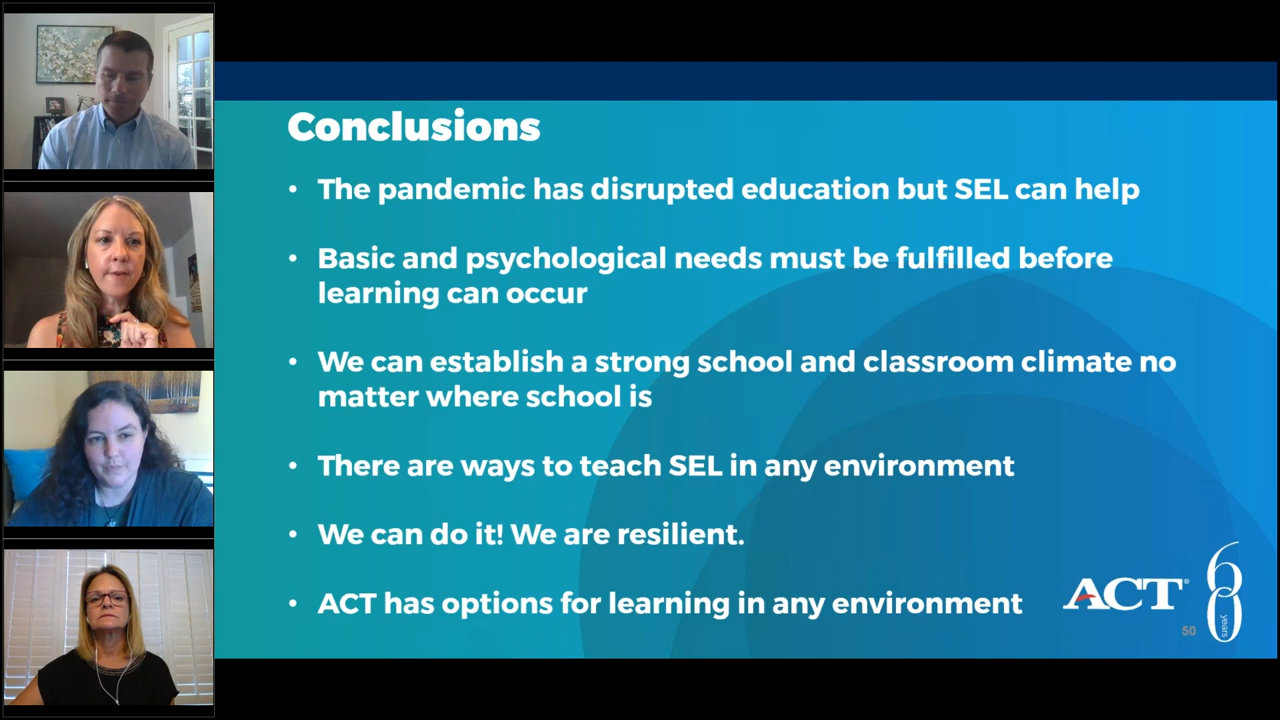 Conclusions
• The pandemic has disrupted education but SEL can help
• Basic and psychological needs must be fulfilled before
learning can occur
• We can establish a strong school and classroom climate no
matter where school is
• There are ways to teach SEL in any environment
• We can do it! We are resilient.
• ACT has options for learning in any environment
ACT®
60
years
50